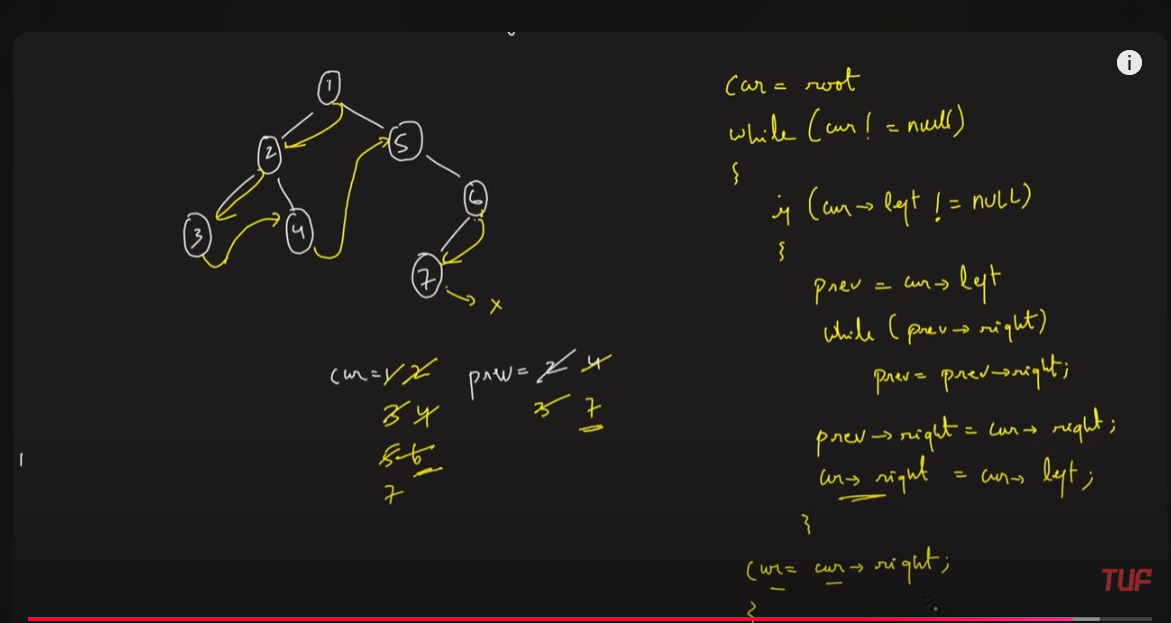 1
2
5
6
3
4
7
x
cur = 1 2
3 4
5 6
7
prev = 2 4
3 7
cur = root
while (cur != null)
{
if (cur → left != NULL)
{
prev = cur → left
while (prev → right)
prev = prev → right;
prev → right = cur → right;
cur → right = cur → left;
}
cur = cur → right;
}
i
TUF